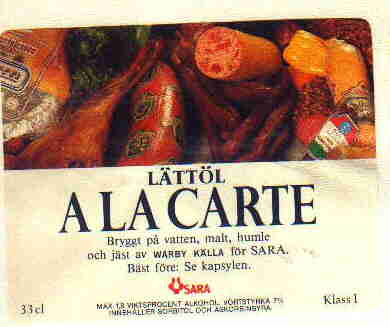 LÄTTÖL
A LA CARTE
Bryggt på vatten, malt, humle
och jäst av WÅRBY KÄLLA för SARA.
Bäst före: Se kapsylen.
SARA
33 cl
MAX 1,8 VIKTSPROCENT ALKOHOL, VÖRTSTYRKA 7%
INNEHÅLLER SORBITOL OCH ASKORBINSYRA
Klass I